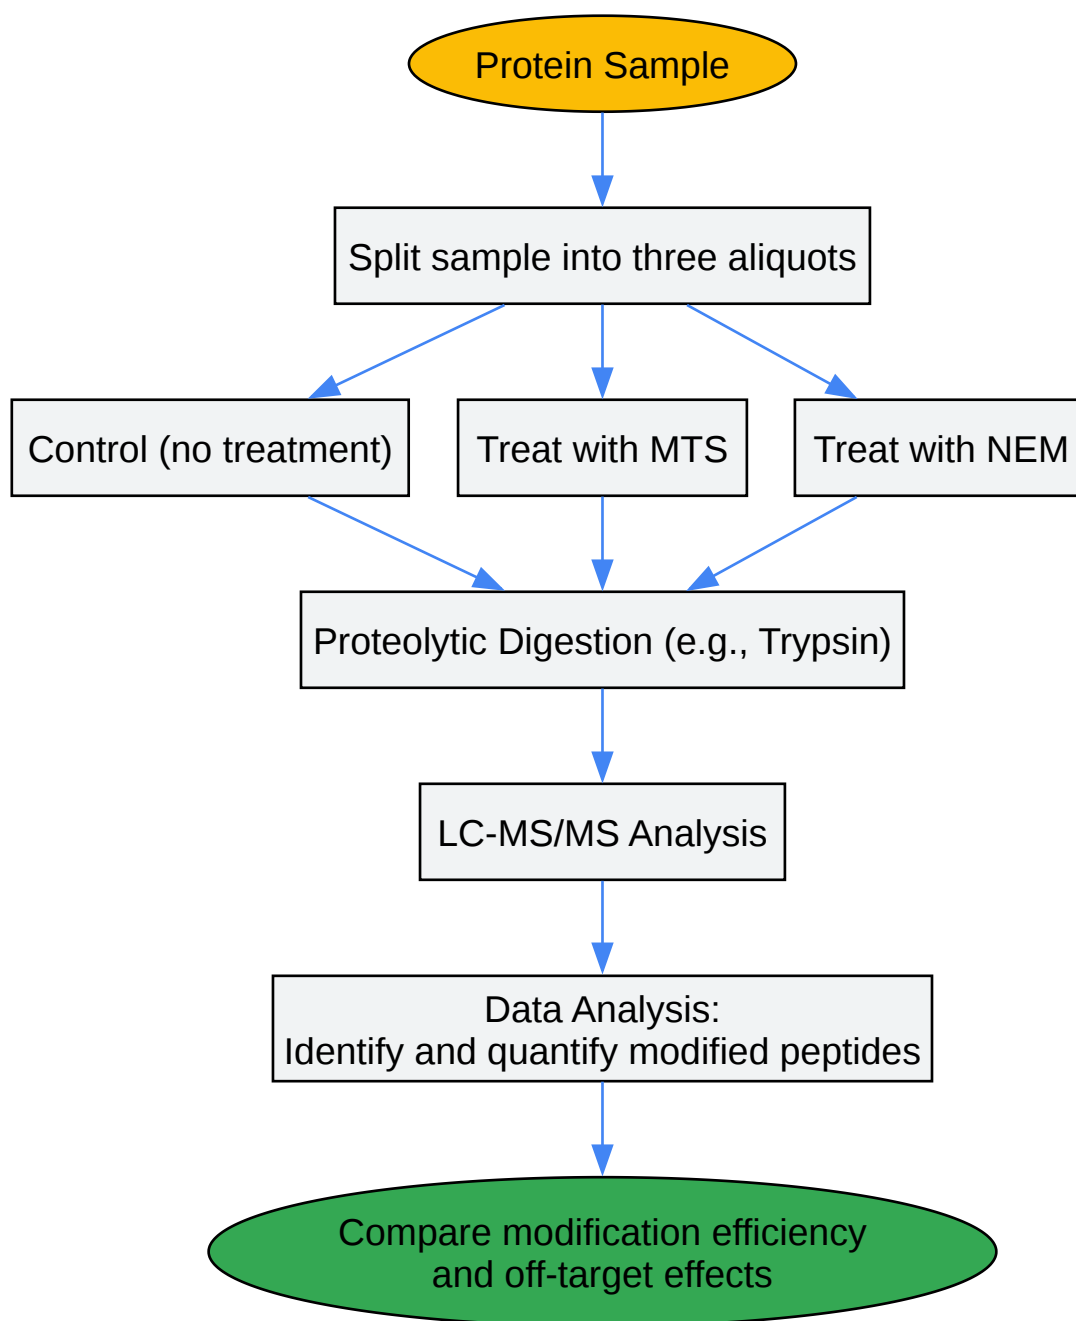 Protein Sample
Split sample into three aliquots
Control (no treatment)
Treat with MTS
Treat with NEM
Proteolytic Digestion (e.g., Trypsin)
LC-MS/MS Analysis
Data Analysis:
Identify and quantify modified peptides
Compare modification efficiency
and off-target effects